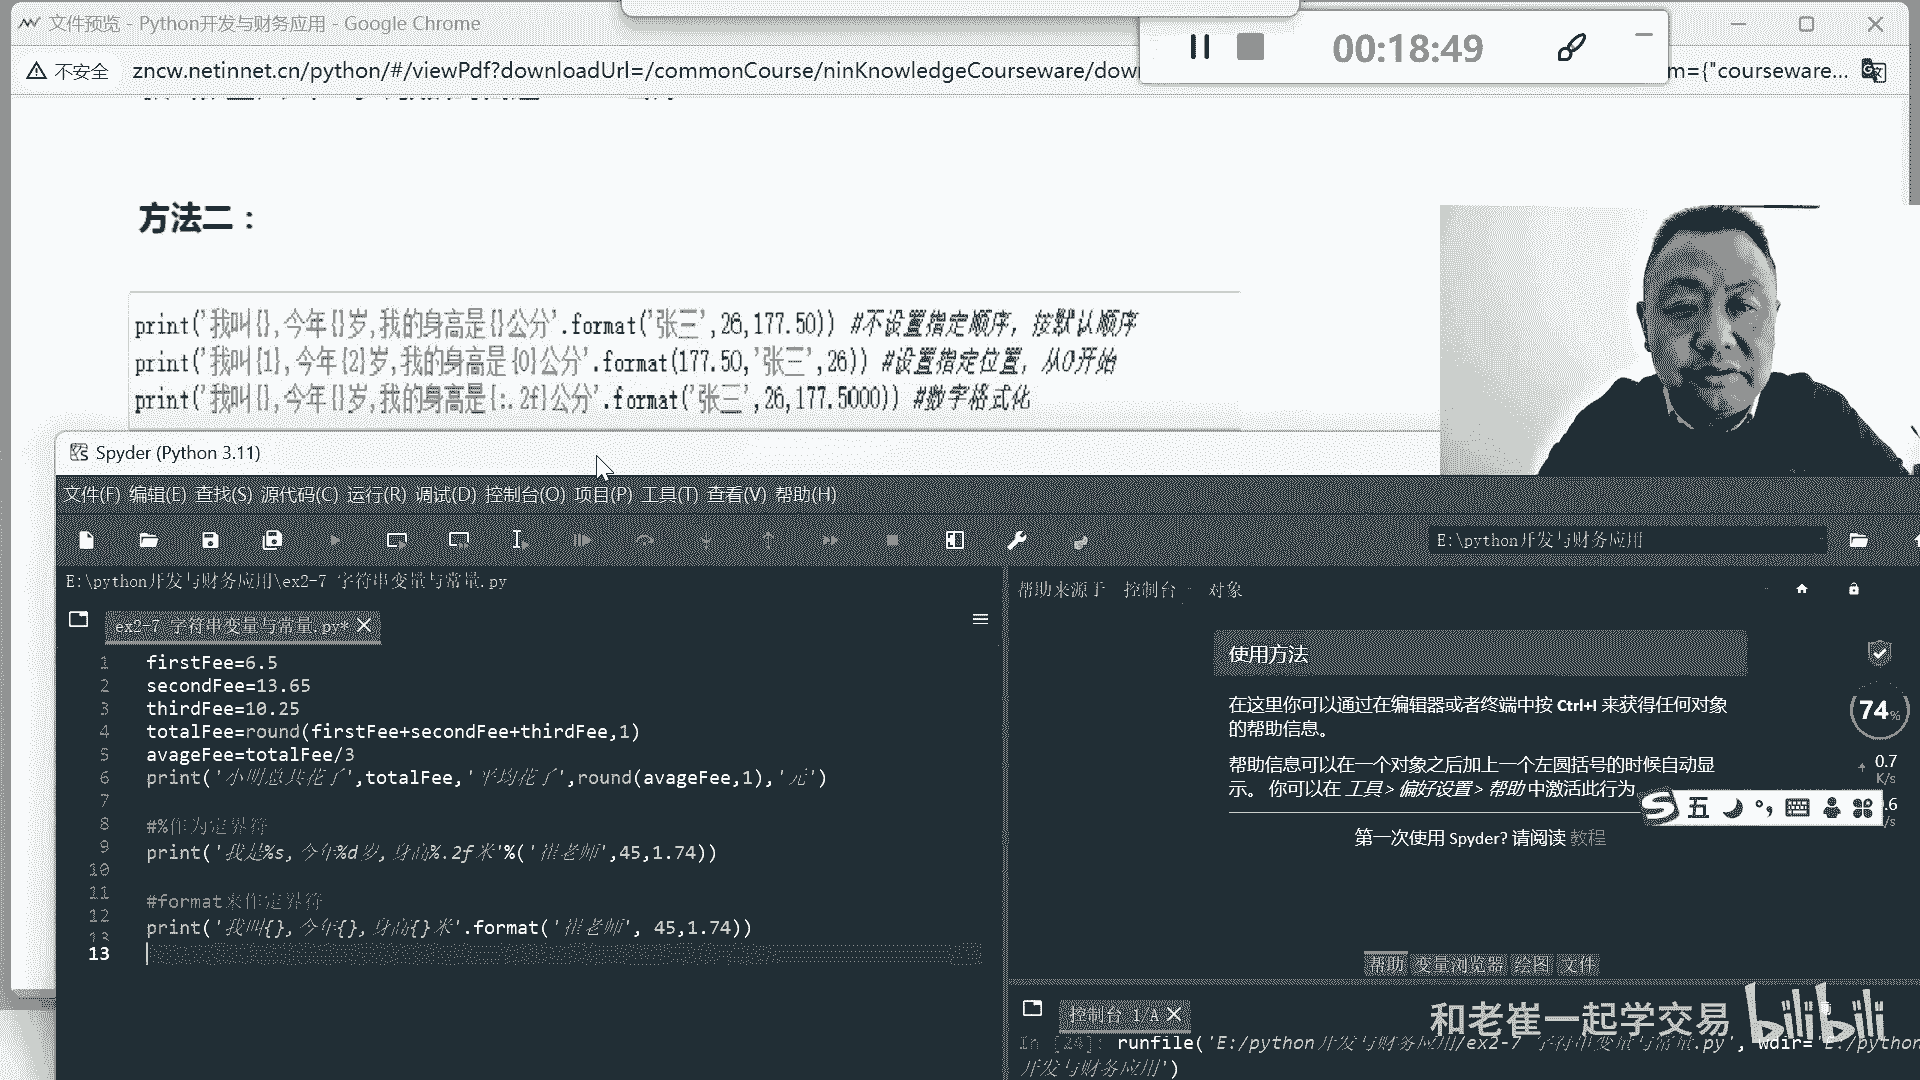 文件预览 - Python开发与财务应用 - Google Chrome
00:18:49
不安全
zncw.netinnet.cn/python/#/viewPdf?downloadUrl=/commonCourse/ninKnowledgeCourseware/dow
m={"courseware...
方法二：
print('我叫{},今年{}岁,我的身高是{}公分'.format('张三',26,177.50)) #不设置指定顺序，按默认顺序
print('我叫{1},今年{2}岁,我的身高是{0}公分'.format(177.50,'张三',26)) #设置指定位置，从0开始
print('我叫{},今年{}岁,我的身高是{:.2f}公分'.format('张三',26,177.5000)) #数字格式化
Spyder (Python 3.11)
文件(F) 编辑(E) 查找(S) 源代码(C) 运行(R) 调试(D) 控制台(O) 项目(P) 工具(T) 查看(V) 帮助(H)
E:\python开发与财务应用
E:\python开发与财务应用\ex2-7 字符串变量与常量.py
ex2-7 字符串变量与常量.py*
1 firstFee=6.5
2 secondFee=13.65
3 thirdFee=10.25
4 totalFee=round(firstFee+secondFee+thirdFee,1)
5 avageFee=totalFee/3
6 print('小明总共花了',totalFee,'平均花了',round(avageFee,1),'元')
7
8 #%作为定界符
9 print('我是%s,今年%d岁,身高%.2f米'%('崔老师',45,1.74))
10
11 #format来作定界符
12 print('我叫{},今年{},身高{}米'.format('崔老师', 45,1.74))
13
13
帮助来源于 控制台 对象
使用方法
在这里你可以通过在编辑器或者终端中按 Ctrl+I 来获得任何对象
的帮助信息。
帮助信息可以在一个对象之后加上一个左圆括号的时候自动显
示。 你可以在 工具 > 偏好设置 > 帮助 中激活此行为
第一次使用 Spyder? 请阅读 教程
74%
0.7
K/s
.6
/s
五
帮助 变量浏览器 绘图 文件
控制台 1/A
In [24]: runfile('E:/python开发与财务应用/ex2-7 字符串变量与常量.py', wdir='E:/python
开发与财务应用')
和老崔一起学交易 bilibili